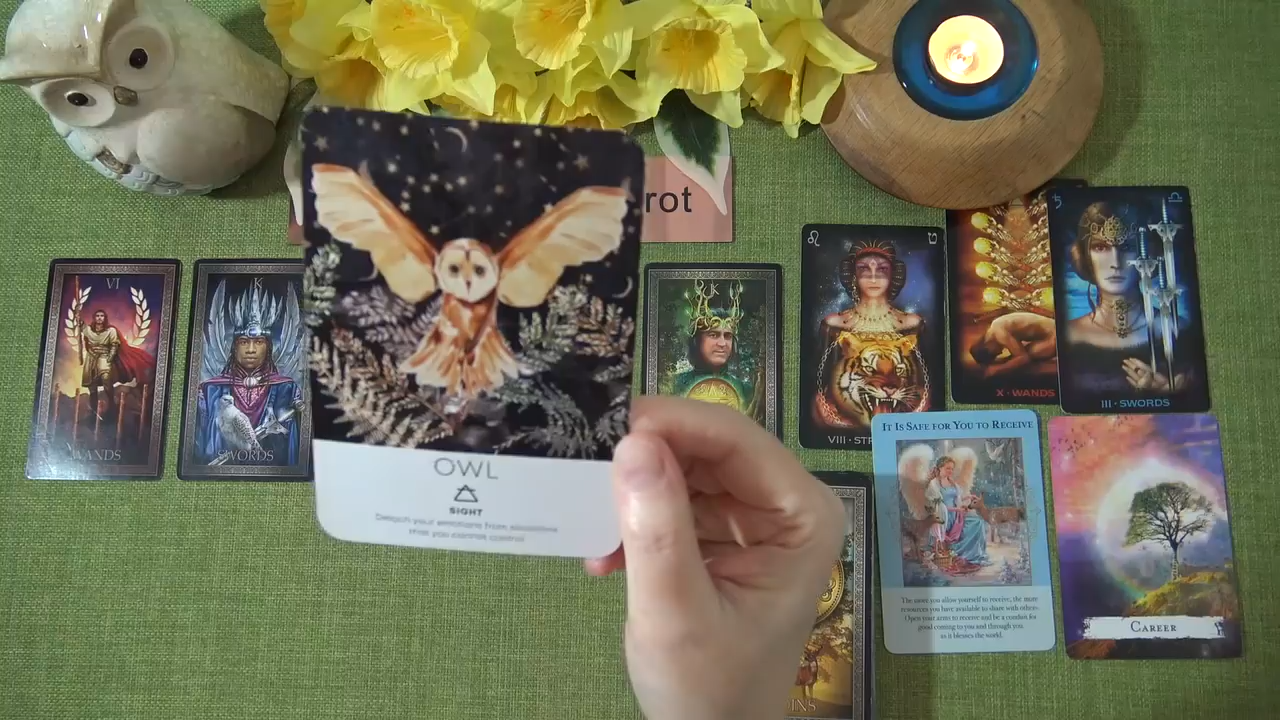 rot
VI
WANDS
K
SWORDS
OWL
SIGHT
Detach your emotions from situations
that you cannot control
K
VIII · STR
X · WANDS
III · SWORDS
IT IS SAFE FOR YOU TO RECEIVE
The more you allow yourself to receive, the more
resources you have available to share with others.
Open your arms to receive and be a conduit for
good coming to you and through you
as it blesses the world.
CAREER
INS